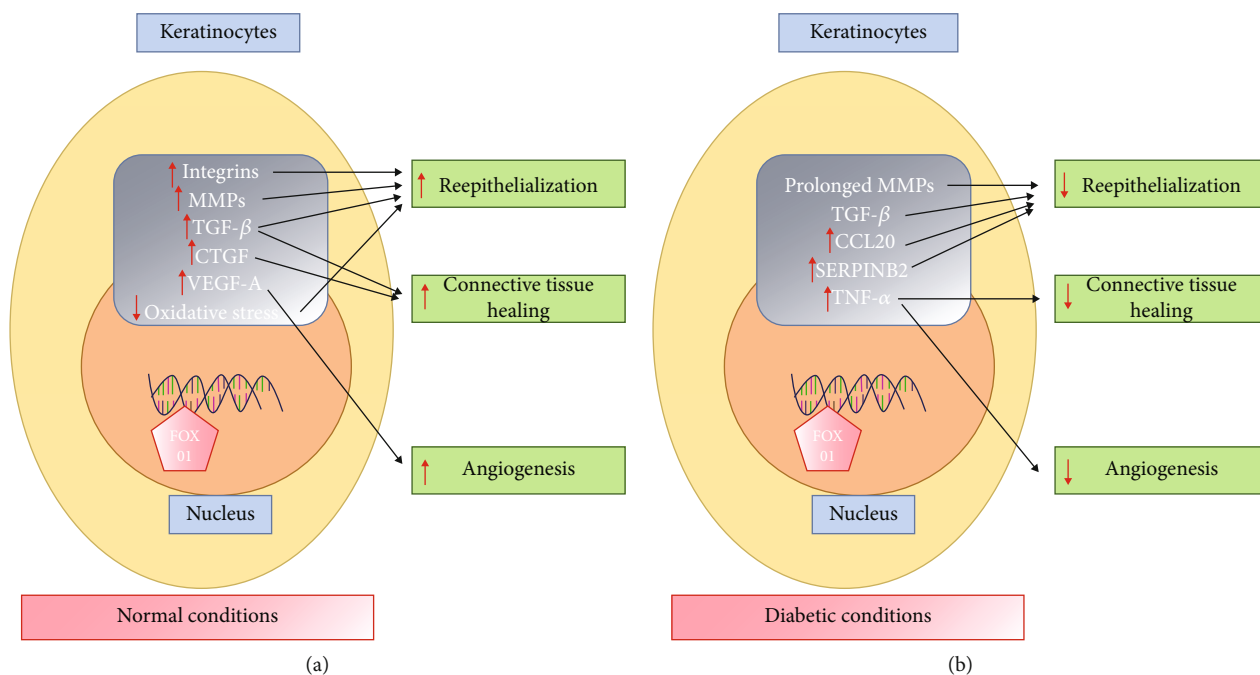 Keratinocytes
Integrins
MMPs
TGF-β
CTGF
VEGF-A
Oxidative stress
Reepithelialization
Connective tissue
healing
Angiogenesis
FOX
01
Nucleus
Normal conditions
(a)
Keratinocytes
Prolonged MMPs
TGF-β
CCL20
SERPINB2
TNF-α
Reepithelialization
Connective tissue
healing
Angiogenesis
FOX
01
Nucleus
Diabetic conditions
(b)